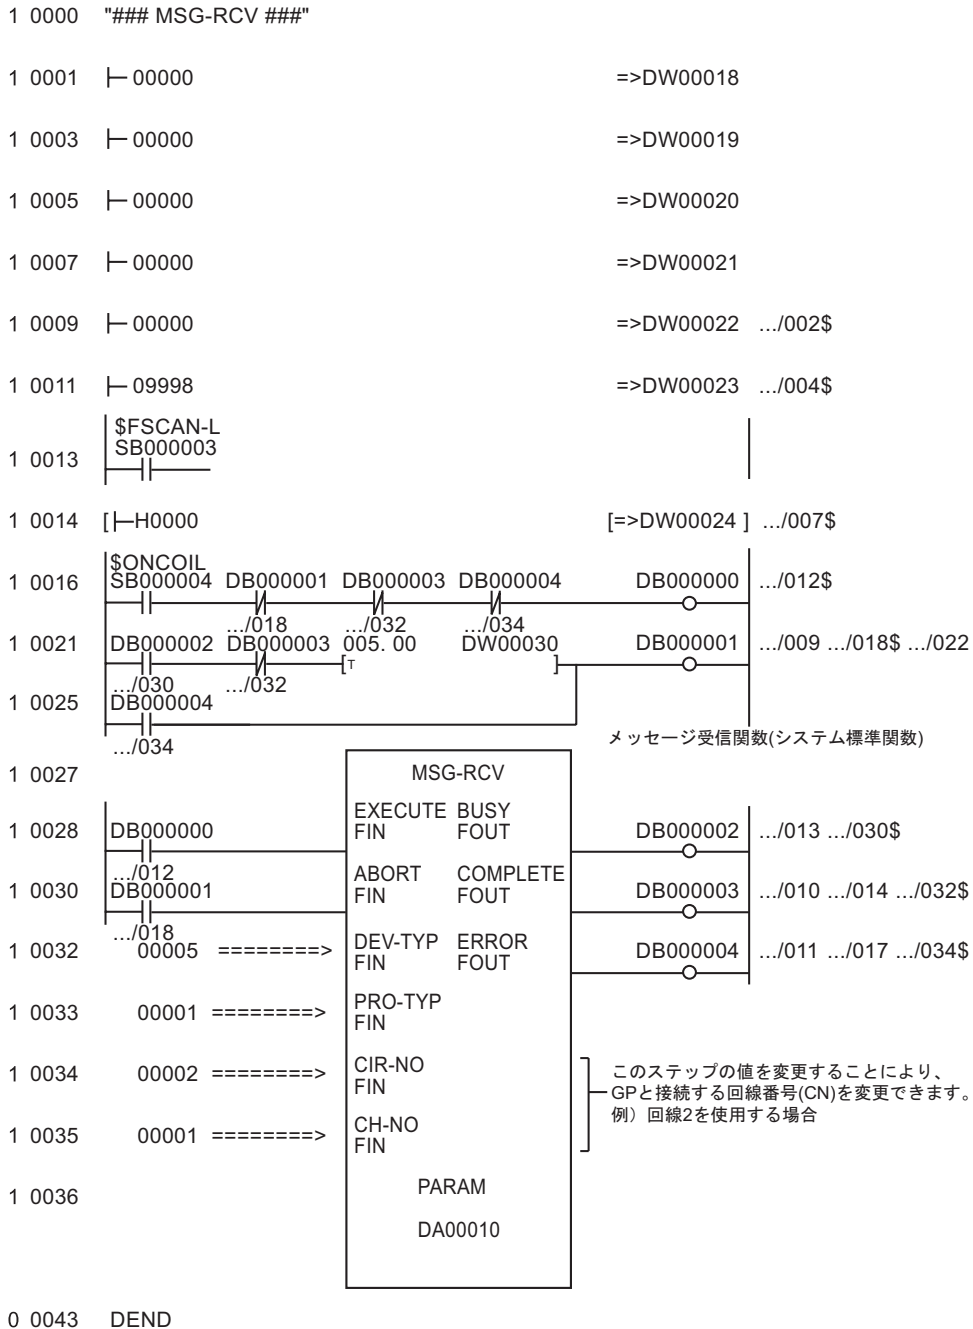 1 0000 "### MSG-RCV ###"
1 0001 00000 =>DW00018
1 0003 00000 =>DW00019
1 0005 00000 =>DW00020
1 0007 00000 =>DW00021
1 0009 00000 =>DW00022 .../002$
1 0011 09998 =>DW00023 .../004$
$FSCAN-L
SB000003
1 0013
1 0014 [ H0000 [=>DW00024 ] .../007$
$ONCOIL
1 0016 SB000004 DB000001 DB000003 DB000004 DB000000 .../012$
.../018 .../032 .../034
1 0021 DB000002 DB000003 005. 00 DW00030 DB000001 .../009 .../018$ .../022
[T ]
.../030 .../032
1 0025 DB000004
.../034
メッセージ受信関数(システム標準関数)
1 0027 MSG-RCV
EXECUTE BUSY
1 0028 DB000000 FIN FOUT DB000002 .../013 .../030$
.../012
ABORT COMPLETE
1 0030 DB000001 FIN FOUT DB000003 .../010 .../014 .../032$
.../018
DEV-TYP ERROR
1 0032 00005 ========> FIN FOUT DB000004 .../011 .../017 .../034$
PRO-TYP
1 0033 00001 ========> FIN
CIR-NO
1 0034 00002 ========> FIN
このステップの値を変更することにより、
GPと接続する回線番号(CN)を変更できます。
例）回線2を使用する場合
CH-NO
1 0035 00001 ========> FIN
PARAM
1 0036
DA00010
0 0043 DEND